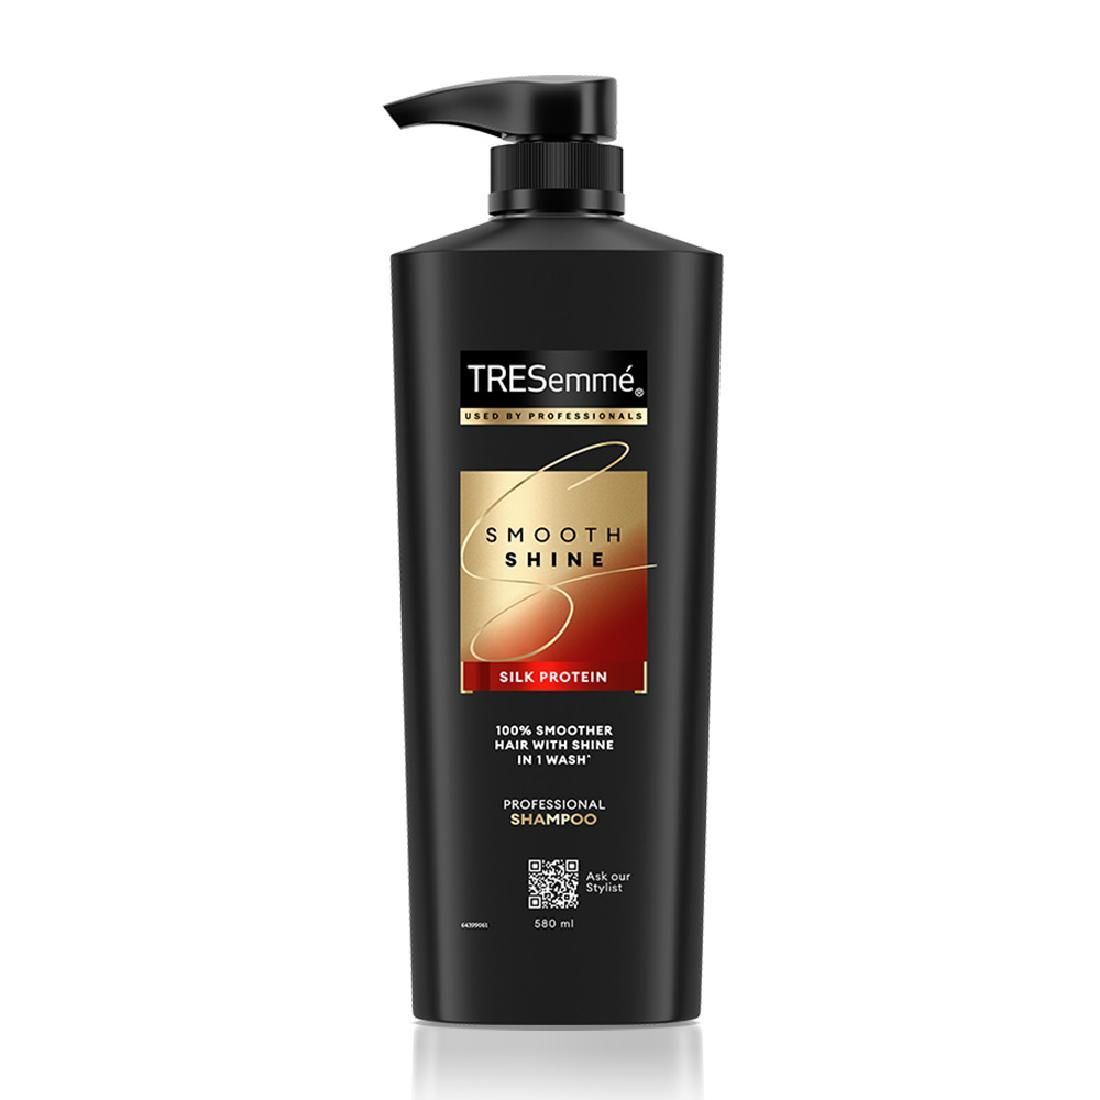 TRESemmé®
USED BY PROFESSIONALS
SMOOTH
SHINE
SILK PROTEIN
100% SMOOTHER
HAIR WITH SHINE
IN 1 WASH*
PROFESSIONAL
SHAMPOO
Ask our
Stylist
580 ml